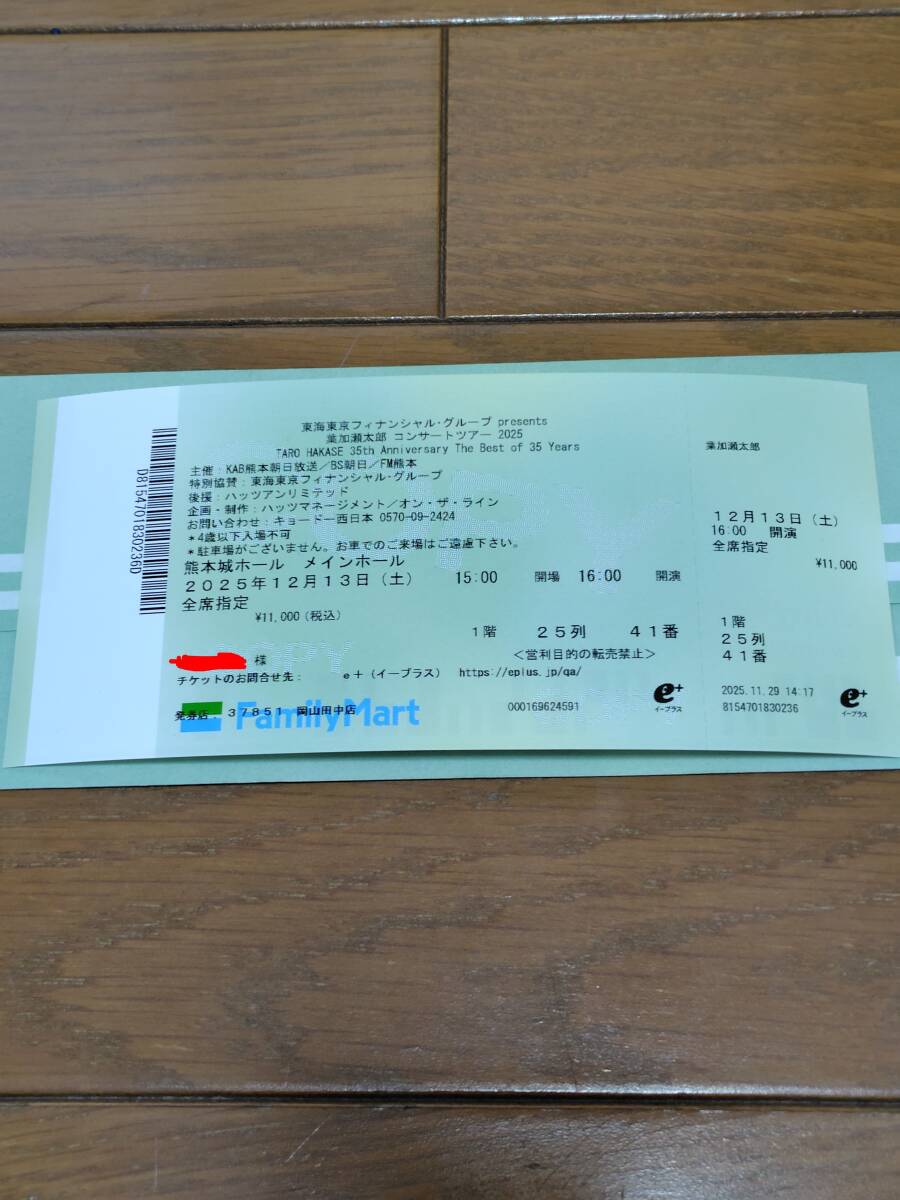 東海東京フィナンシャル・グループ presents
葉加瀬太郎 コンサートツアー 2025
TARO HAKASE 35th Anniversary The Best of 35 Years
主催：KAB熊本朝日放送／BS朝日／FM熊本
特別協賛：東海東京フィナンシャル・グループ
後援：ハッツアンリミテッド
企画・制作：ハッツマネージメント／オン・ザ・ライン
お問い合わせ：キョードー西日本 0570-09-2424
＊4歳以下入場不可
＊駐車場がございません。お車でのご来場はご遠慮下さい。
熊本城ホール メインホール
２０２５年１２月１３日（土） 15:00 開場 16:00 開演
全席指定
¥11,000（税込）
１階 ２５列 ４１番
様 ＜営利目的の転売禁止＞
チケットのお問合せ先： e＋（イープラス） https://eplus.jp/qa/
発券店：３７８５１ 岡山田中店
FamilyMart
000169624591
e+
イープラス
D81547018302360
葉加瀬太郎
１２月１３日（土）
16:00 開演
全席指定
¥11,000
１階
２５列
４１番
2025.11.29 14:17
8154701830236
e+
イープラス